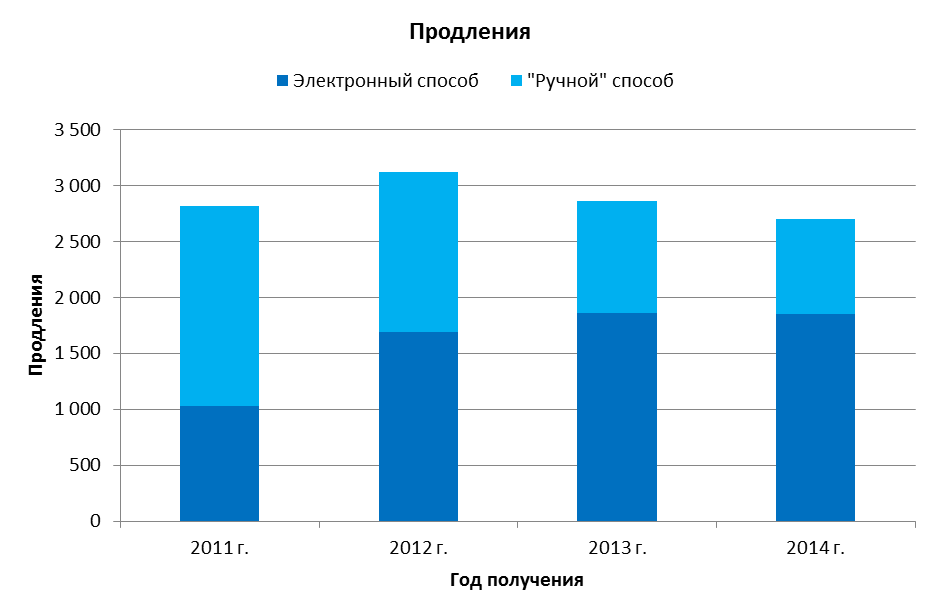 Продления
Электронный способ
"Ручной" способ
3 500
3 000
2 500
2 000
1 500
1 000
500
0
Продления
2011 г.
2012 г.
2013 г.
2014 г.
Год получения